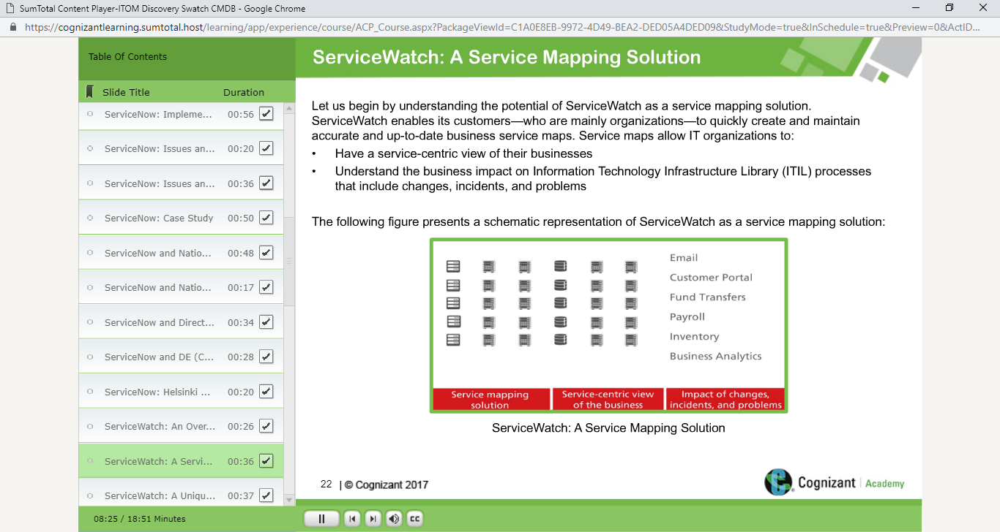 SumTotal Content Player-ITOM Discovery Swatch CMDB - Google Chrome
https://cognizantlearning.sumtotal.host/learning/app/experience/course/ACP_Course.aspx?PackageViewId=C1A0E8EB-9972-4D49-BEA2-DED05A4DED09&StudyMode=true&InSchedule=true&Preview=0&ActID...
Table Of Contents
Slide Title Duration
ServiceNow: Impleme... 00:56
ServiceNow: Issues an... 00:20
ServiceNow: Issues an... 00:36
ServiceNow: Case Study 00:50
ServiceNow and Natio... 00:48
ServiceNow and Natio... 00:17
ServiceNow and Direct... 00:34
ServiceNow and DE (C... 00:28
ServiceNow: Helsinki ... 00:20
ServiceWatch: An Over... 00:26
ServiceWatch: A Servi... 00:36
ServiceWatch: A Uniqu... 00:37
08:25 / 18:51 Minutes
ServiceWatch: A Service Mapping Solution
Let us begin by understanding the potential of ServiceWatch as a service mapping solution.
ServiceWatch enables its customers—who are mainly organizations—to quickly create and maintain
accurate and up-to-date business service maps. Service maps allow IT organizations to:
• Have a service-centric view of their businesses
• Understand the business impact on Information Technology Infrastructure Library (ITIL) processes
that include changes, incidents, and problems
The following figure presents a schematic representation of ServiceWatch as a service mapping solution:
Email
Customer Portal
Fund Transfers
Payroll
Inventory
Business Analytics
Service mapping
solution
Service-centric view
of the business
Impact of changes,
incidents, and problems
ServiceWatch: A Service Mapping Solution
22 | © Cognizant 2017
Cognizant | Academy
CC